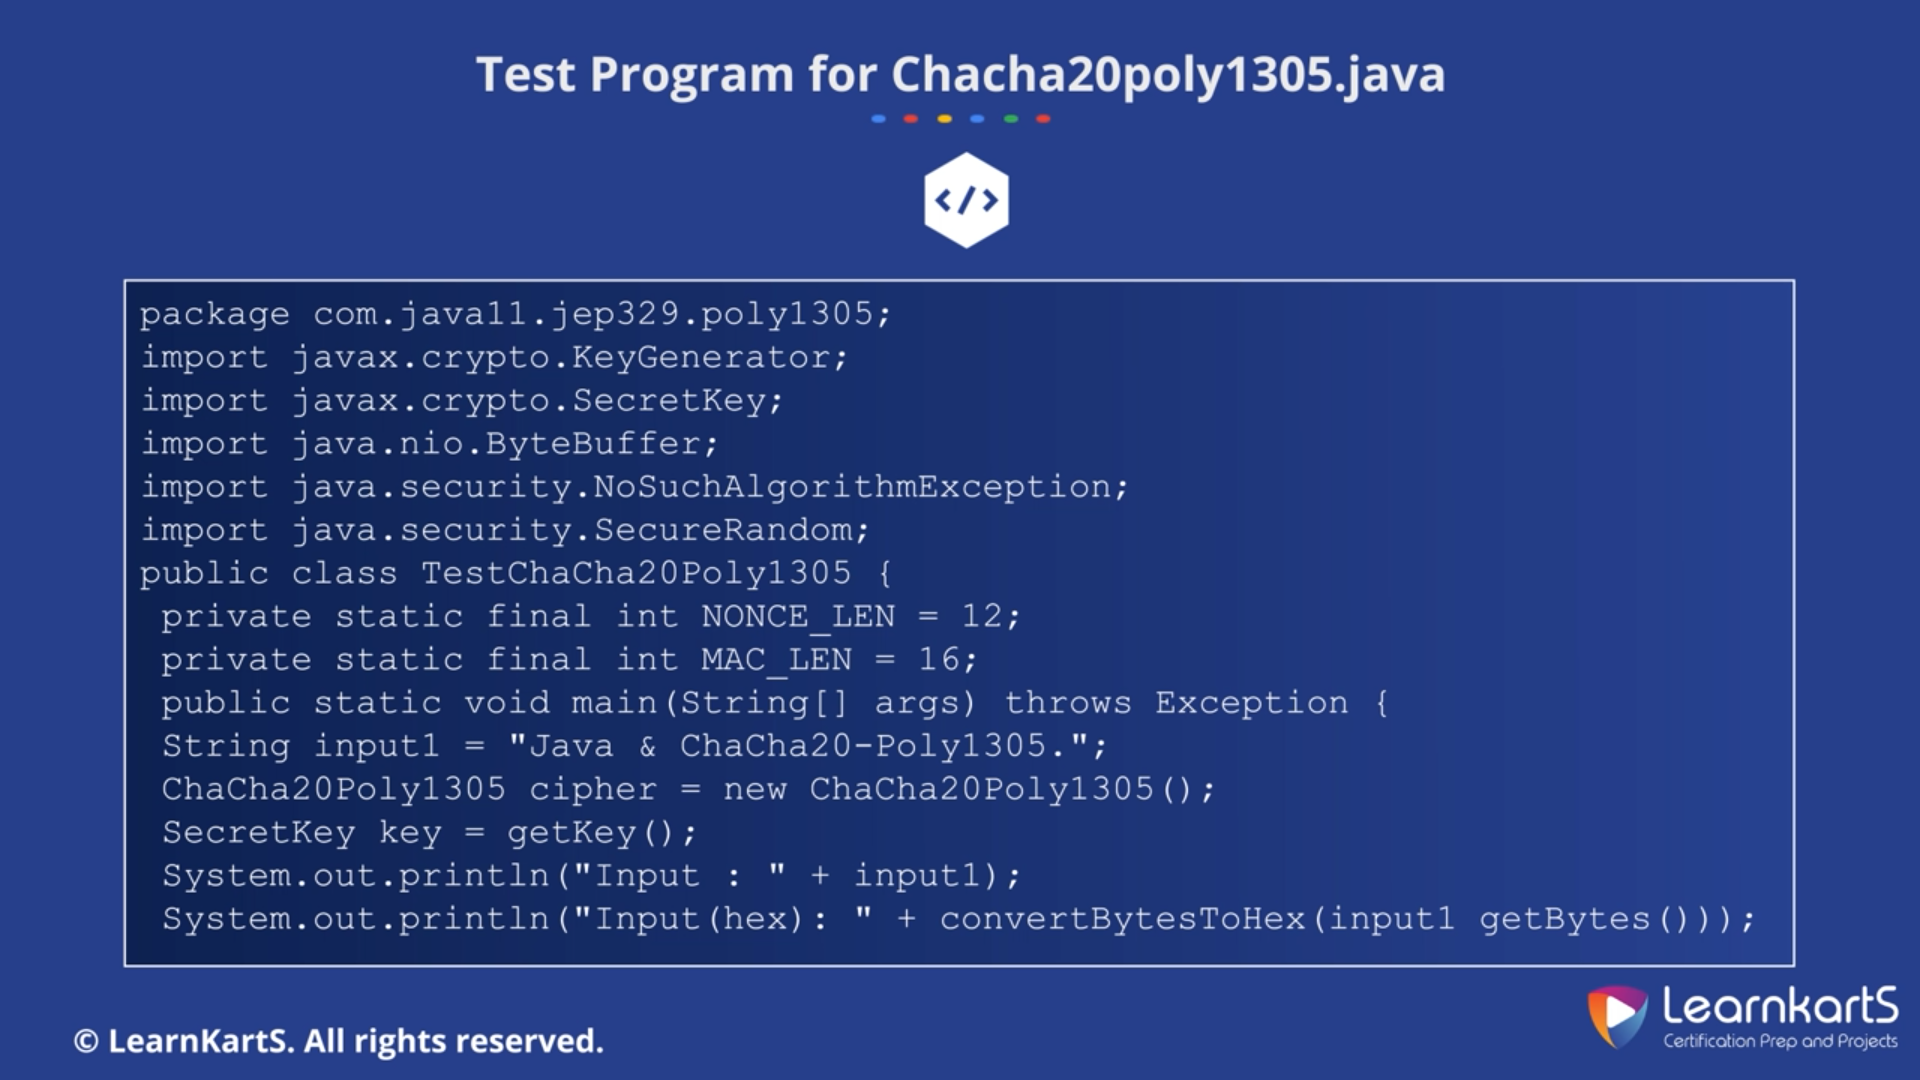 Test Program for Chacha20poly1305.java
</>
package com.java11.jep329.poly1305;
import javax.crypto.KeyGenerator;
import javax.crypto.SecretKey;
import java.nio.ByteBuffer;
import java.security.NoSuchAlgorithmException;
import java.security.SecureRandom;
public class TestChaCha20Poly1305 {
private static final int NONCE_LEN = 12;
private static final int MAC_LEN = 16;
public static void main(String[] args) throws Exception {
String input1 = "Java & ChaCha20-Poly1305.";
ChaCha20Poly1305 cipher = new ChaCha20Poly1305();
SecretKey key = getKey();
System.out.println("Input : " + input1);
System.out.println("Input(hex): " + convertBytesToHex(input1 getBytes()));
© LearnKartS. All rights reserved.
LearnkartS
Certification Prep and Projects